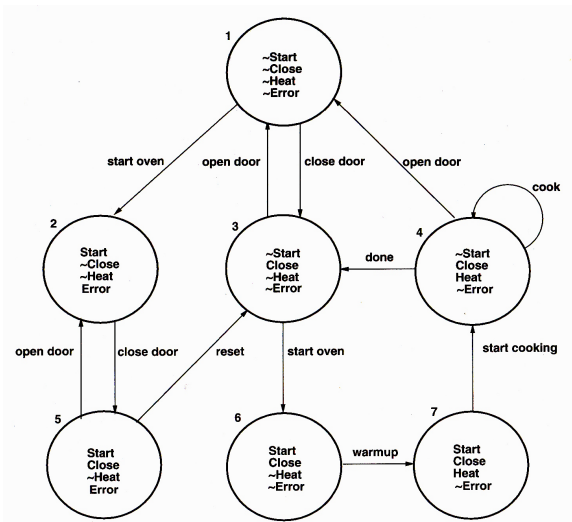 1
~Start
~Close
~Heat
~Error
start oven
open door
close door
open door
cook
2
Start
~Close
~Heat
Error
3
~Start
Close
~Heat
~Error
done
4
~Start
Close
Heat
~Error
open door
close door
reset
start oven
start cooking
5
Start
Close
~Heat
Error
6
Start
Close
~Heat
~Error
warmup
7
Start
Close
Heat
~Error